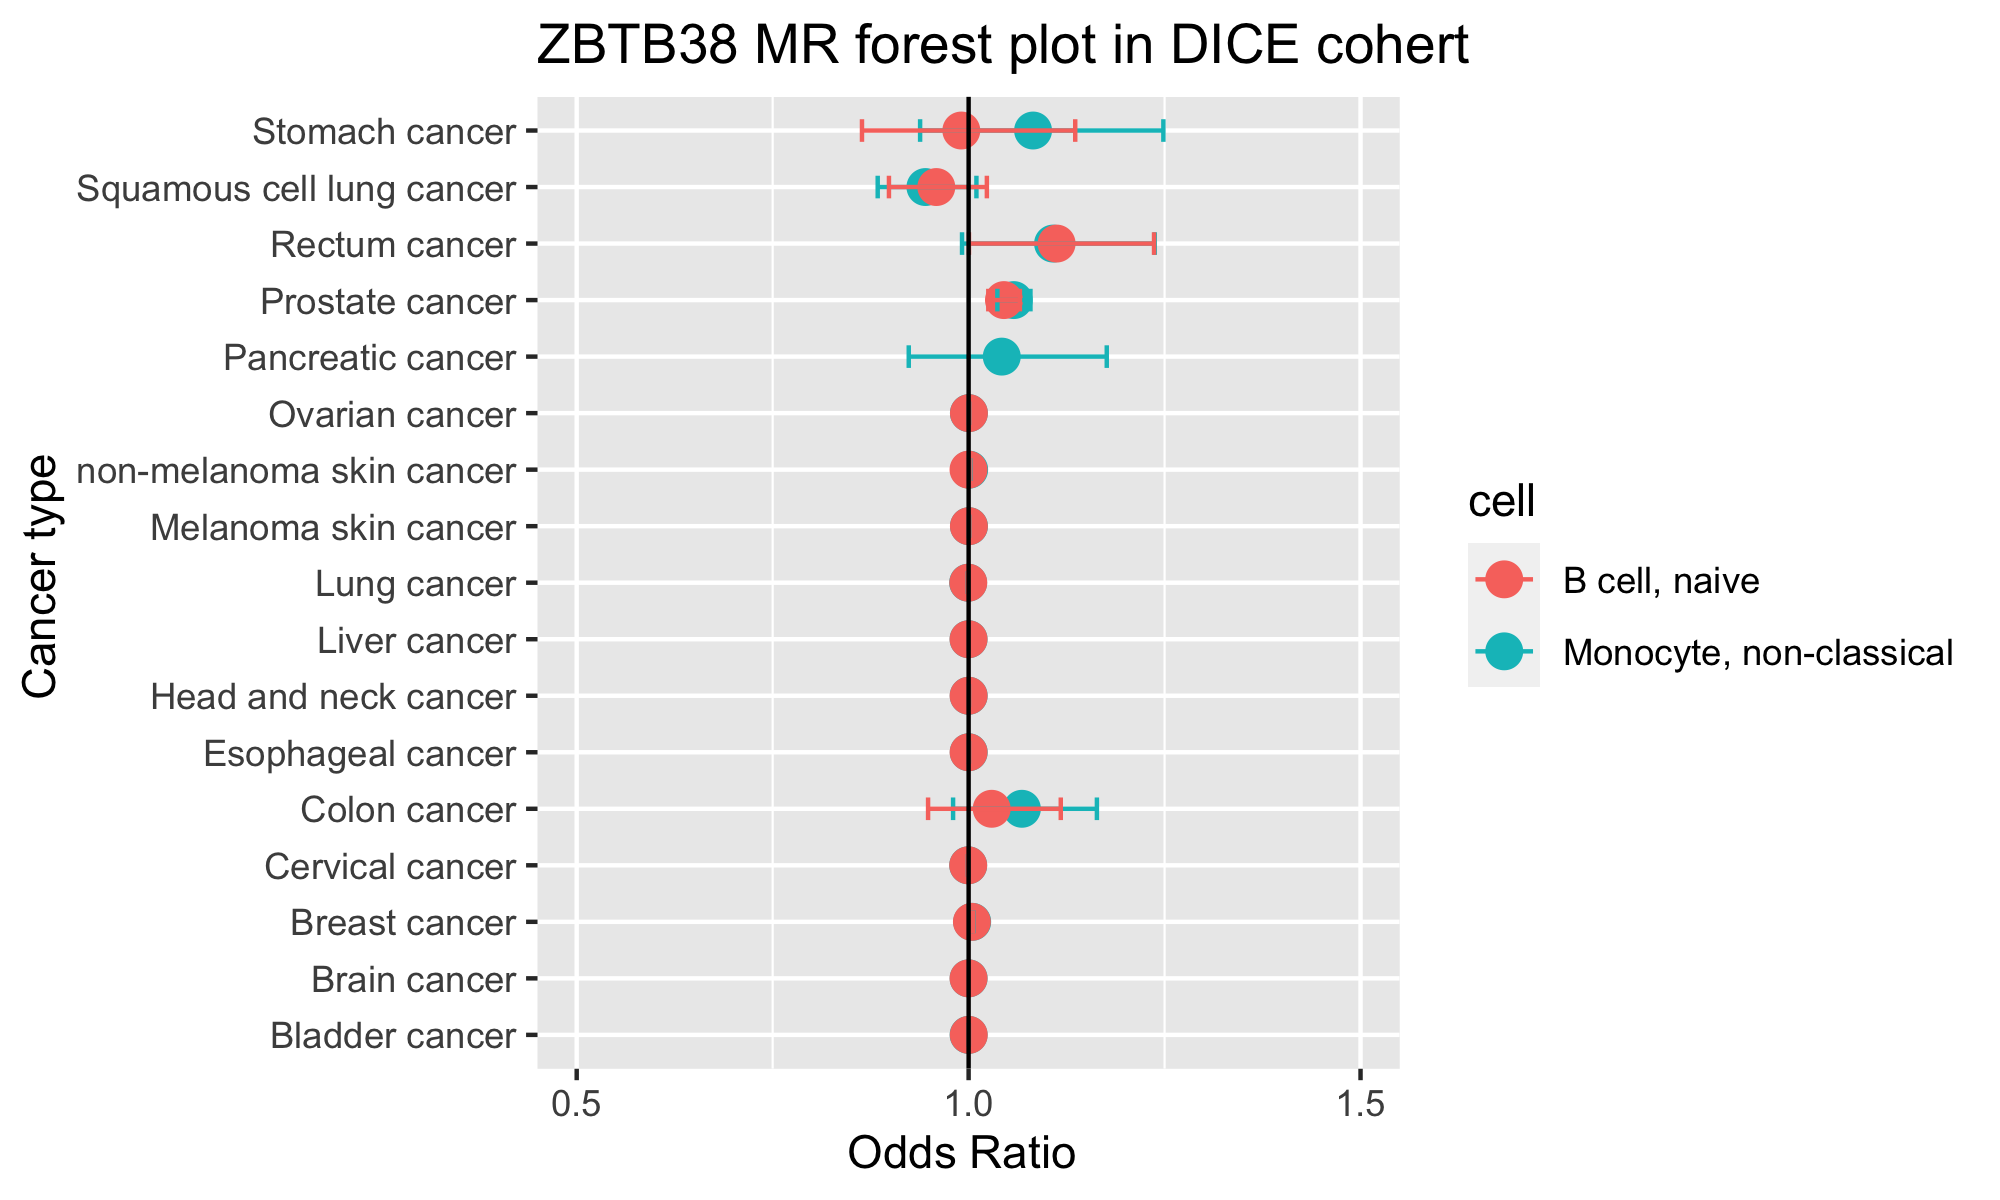 ZBTB38 MR forest plot in DICE cohert
Stomach cancer
Squamous cell lung cancer
Rectum cancer
Prostate cancer
Pancreatic cancer
Ovarian cancer
non-melanoma skin cancer
Melanoma skin cancer
Lung cancer
Liver cancer
Head and neck cancer
Esophageal cancer
Colon cancer
Cervical cancer
Breast cancer
Brain cancer
Bladder cancer
Cancer type
0.5
1.0
1.5
Odds Ratio
cell
B cell, naive
Monocyte, non-classical